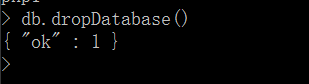 > db.dropDatabase()
{ "ok" : 1 }
>